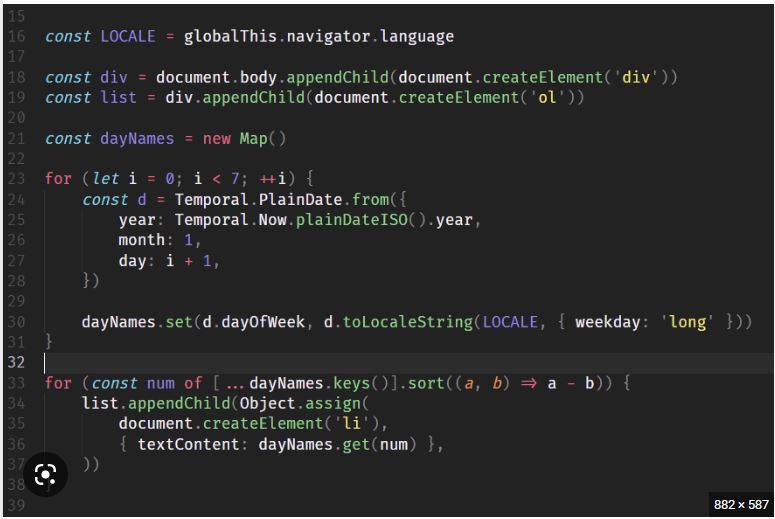 15
16 const LOCALE = globalThis.navigator.language
17
18 const div = document.body.appendChild(document.createElement('div'))
19 const list = div.appendChild(document.createElement('ol'))
20
21 const dayNames = new Map()
22
23 for (let i = 0; i < 7; ++i) {
24     const d = Temporal.PlainDate.from({
25         year: Temporal.Now.plainDateISO().year,
26         month: 1,
27         day: i + 1,
28     })
29
30     dayNames.set(d.dayOfWeek, d.toLocaleString(LOCALE, { weekday: 'long' }))
31 }
32
33 for (const num of [...dayNames.keys()].sort((a, b) => a - b)) {
34     list.appendChild(Object.assign(
35         document.createElement('li'),
36         { textContent: dayNames.get(num) },
37     ))
38
39
882 × 587